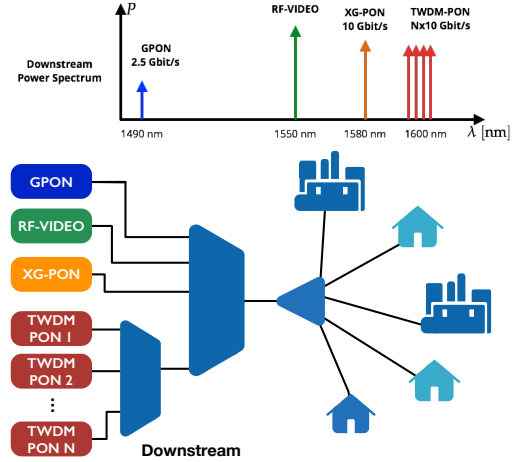 P
RF-VIDEO
XG-PON
10 Gbit/s
TWDM-PON
Nx10 Gbit/s
GPON
2.5 Gbit/s
Downstream
Power Spectrum
1490 nm
1550 nm
1580 nm
1600 nm
λ [nm]
GPON
RF-VIDEO
XG-PON
TWDM
PON 1
TWDM
PON 2
...
TWDM
PON N
Downstream